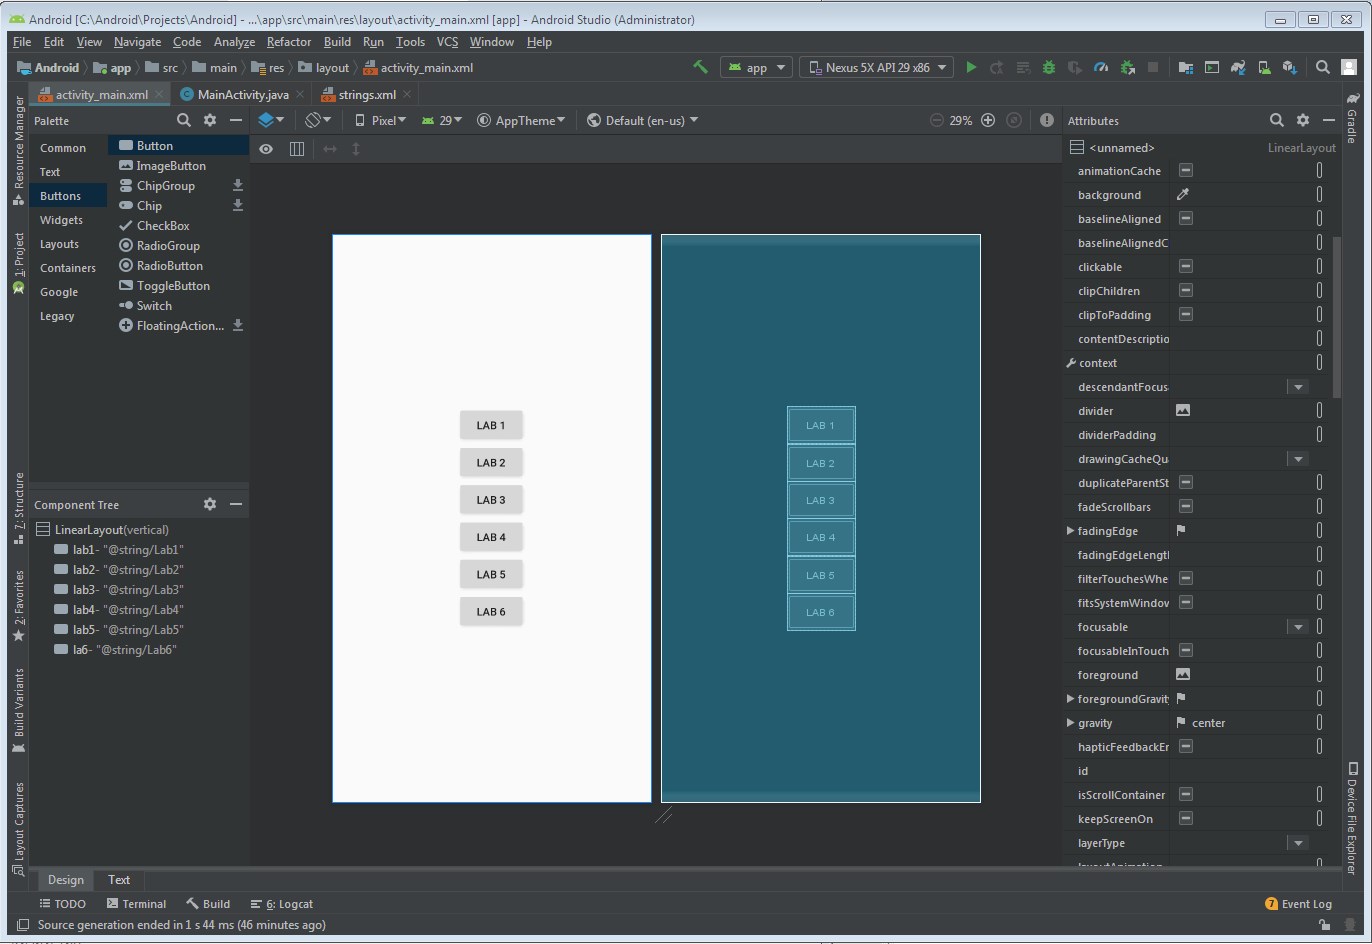 Android [C:\Android\Projects\Android] - ...\app\src\main\res\layout\activity_main.xml [app] - Android Studio (Administrator)
File Edit View Navigate Code Analyze Refactor Build Run Tools VCS Window Help
Android app src main res layout activity_main.xml
app Nexus 5X API 29 x86
activity_main.xml MainActivity.java strings.xml
Resource Manager
1: Project
7: Structure
2: Favorites
Build Variants
Layout Captures
Palette
Common
Text
Buttons
Widgets
Layouts
Containers
Google
Legacy
Button
ImageButton
ChipGroup
Chip
CheckBox
RadioGroup
RadioButton
ToggleButton
Switch
FloatingAction...
Component Tree
LinearLayout(vertical)
lab1- "@string/Lab1"
lab2- "@string/Lab2"
lab3- "@string/Lab3"
lab4- "@string/Lab4"
lab5- "@string/Lab5"
la6- "@string/Lab6"
Pixel 29 AppTheme Default (en-us) 29%
LAB 1
LAB 2
LAB 3
LAB 4
LAB 5
LAB 6
LAB 1
LAB 2
LAB 3
LAB 4
LAB 5
LAB 6
Attributes
<unnamed> LinearLayout
animationCache
background
baselineAligned
baselineAlignedC
clickable
clipChildren
clipToPadding
contentDescriptio
context
descendantFocus
divider
dividerPadding
drawingCacheQu
duplicateParentSt
fadeScrollbars
fadingEdge
fadingEdgeLengt
filterTouchesWhe
fitsSystemWindov
focusable
focusableInTouch
foreground
foregroundGravit
gravity center
hapticFeedbackEr
id
isScrollContainer
keepScreenOn
layerType
Gradle
Device File Explorer
Design Text
TODO Terminal Build 6: Logcat
7 Event Log
Source generation ended in 1 s 44 ms (46 minutes ago)